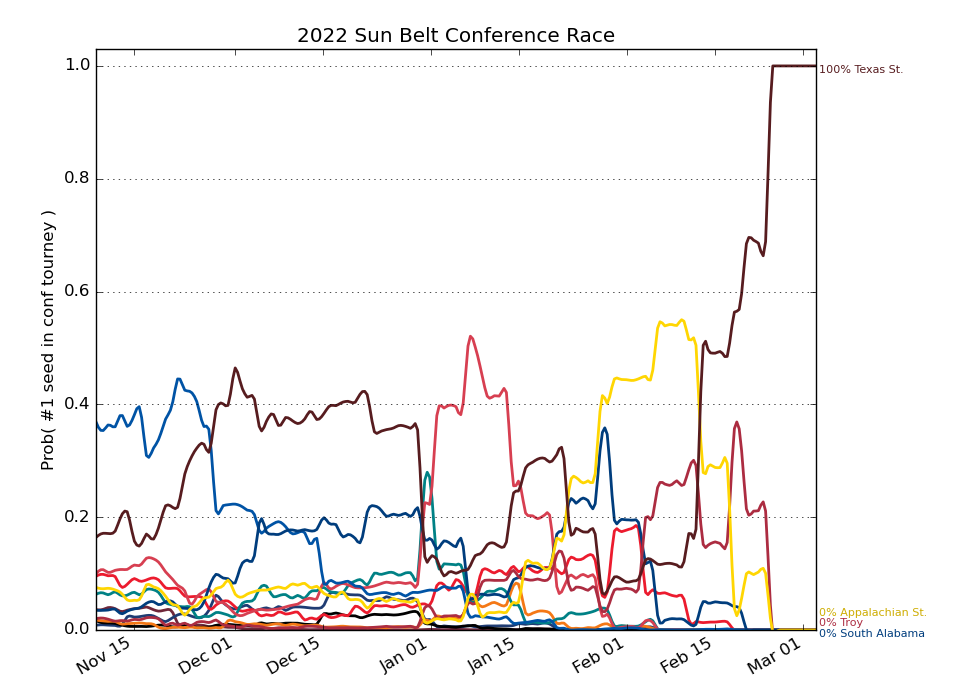 2022 Sun Belt Conference Race
Prob( #1 seed in conf tourney )
1.0
0.8
0.6
0.4
0.2
0.0
Nov 15
Dec 01
Dec 15
Jan 01
Jan 15
Feb 01
Feb 15
Mar 01
100% Texas St.
0% Appalachian St.
0% Troy
0% South Alabama